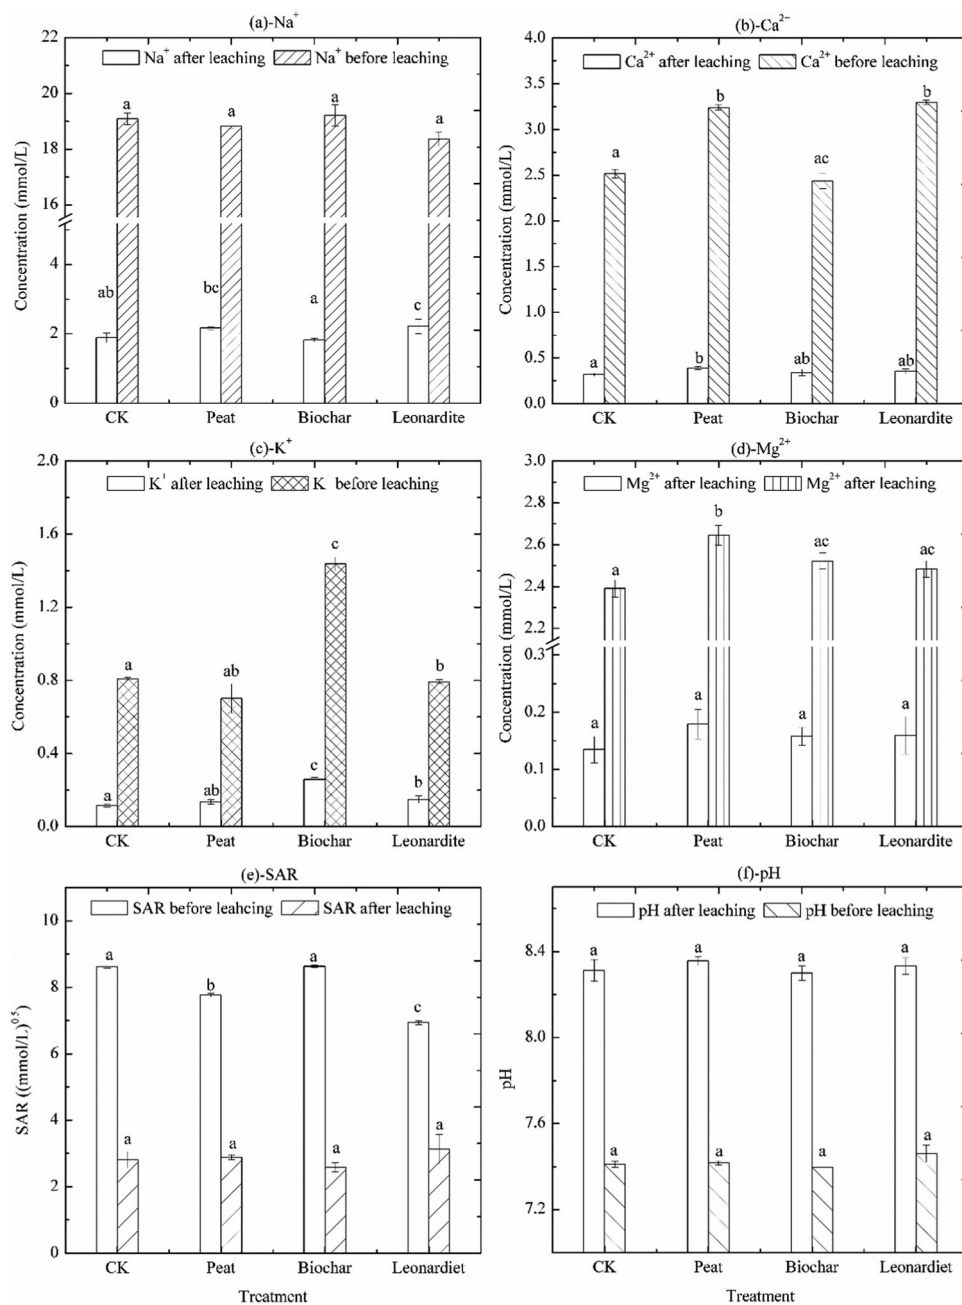 (a)-Na⁺
22
20
18
16
4
2
0
Concentration (mmol/L)
Na⁺ after leaching
Na⁺ before leaching
a
a
a
a
ab
bc
a
c
CK
Peat
Biochar
Leonardite
(b)-Ca²⁻
4.0
3.5
3.0
2.5
2.0
1.5
1.0
0.5
0.0
Concentration (mmol/L)
Ca²⁺ after leaching
Ca²⁺ before leaching
a
b
ac
b
a
b
ab
ab
CK
Peat
Biochar
Leonardite
(c)-K⁺
2.0
1.6
1.2
0.8
0.4
0.0
Concentration (mmol/L)
K⁺ after leaching
K before leaching
a
ab
c
b
a
ab
c
b
CK
Peat
Biochar
Leonardite
(d)-Mg²⁺
3.0
2.8
2.6
2.4
2.2
0.3
0.2
0.1
0.0
Concentration (mmol/L)
Mg²⁺ after leaching
Mg²⁺ after leaching
a
b
ac
ac
a
a
a
a
CK
Peat
Biochar
Leonardite
(e)-SAR
10
8
6
4
2
0
SAR ((mmol/L)⁰·⁵)
SAR before leahcing
SAR after leaching
a
b
a
c
a
a
a
a
CK
Peat
Biochar
Leonardiet
Treatment
(f)-pH
8.4
8.0
7.6
7.2
pH
pH after leaching
pH before leaching
a
a
a
a
a
a
a
a
CK
Peat
Biochar
Leonardite
Treatment